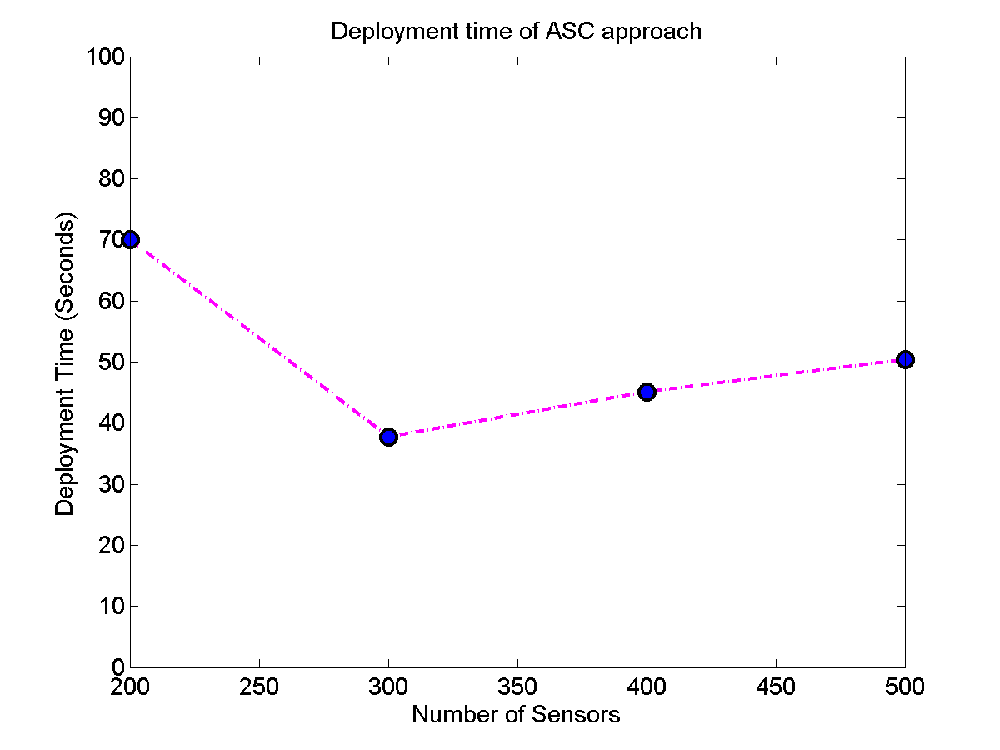 Deployment time of ASC approach
100
90
80
70
60
50
40
30
20
10
0
Deployment Time (Seconds)
200 250 300 350 400 450 500
Number of Sensors